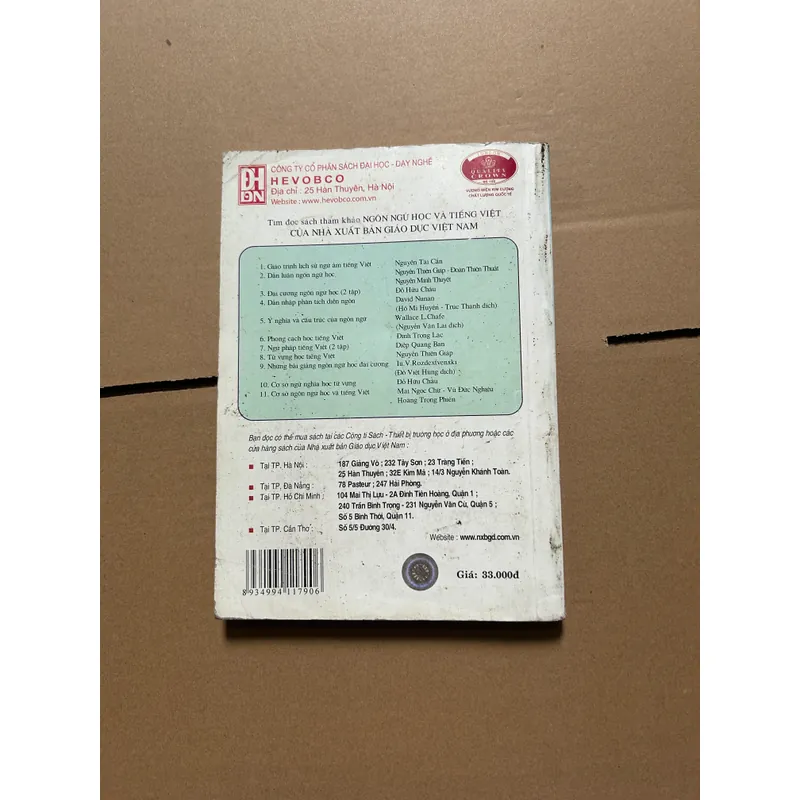 ĐH
DN
CÔNG TY CỔ PHẦN SÁCH ĐẠI HỌC - DẠY NGHỀ
HEVOBCO
Địa chỉ : 25 Hàn Thuyên, Hà Nội
Website : www.hevobco.com.vn
QUALITY
CROWN
VƯƠNG MIỆN KIM CƯƠNG
CHẤT LƯỢNG QUỐC TẾ
Tìm đọc sách tham khảo NGÔN NGỮ HỌC VÀ TIẾNG VIỆT
CỦA NHÀ XUẤT BẢN GIÁO DỤC VIỆT NAM
1. Giáo trình lịch sử ngữ âm tiếng Việt Nguyễn Tài Cẩn
2. Dẫn luận ngôn ngữ học Nguyễn Thiện Giáp - Đoàn Thiện Thuật
Nguyễn Minh Thuyết
3. Đại cương ngôn ngữ học (2 tập) Đỗ Hữu Châu
4. Dẫn nhập phân tích diễn ngôn David Nunan
(Hồ Mỹ Huyền - Trúc Thanh dịch)
5. Ý nghĩa và cấu trúc của ngôn ngữ Wallace L.Chafe
(Nguyễn Văn Lai dịch)
6. Phong cách học tiếng Việt Đinh Trọng Lạc
7. Ngữ pháp tiếng Việt (2 tập) Diệp Quang Ban
8. Từ vựng học tiếng Việt Nguyễn Thiện Giáp
9. Những bài giảng ngôn ngữ học đại cương Iu.V.Rozdextvenxki
(Đỗ Việt Hùng dịch)
10. Cơ sở ngữ nghĩa học từ vựng Đỗ Hữu Châu
11. Cơ sở ngôn ngữ học và tiếng Việt Mai Ngọc Chừ - Vũ Đức Nghiệu
Hoàng Trọng Phiến
Bạn đọc có thể mua sách tại các Công ti Sách - Thiết bị trường học ở địa phương hoặc các
cửa hàng sách của Nhà xuất bản Giáo dục Việt Nam :
Tại TP. Hà Nội : 187 Giảng Võ ; 232 Tây Sơn ; 23 Tràng Tiền ;
25 Hàn Thuyên ; 32E Kim Mã ; 14/3 Nguyễn Khánh Toàn.
Tại TP. Đà Nẵng : 78 Pasteur ; 247 Hải Phòng.
Tại TP. Hồ Chí Minh : 104 Mai Thị Lựu - 2A Đinh Tiên Hoàng, Quận 1 ;
240 Trần Bình Trọng - 231 Nguyễn Văn Cừ, Quận 5 ;
Số 5 Bình Thới, Quận 11.
Tại TP. Cần Thơ : Số 5/5 Đường 30/4.
Website : www.nxbgd.com.vn
8934994117906
Giá: 33.000đ